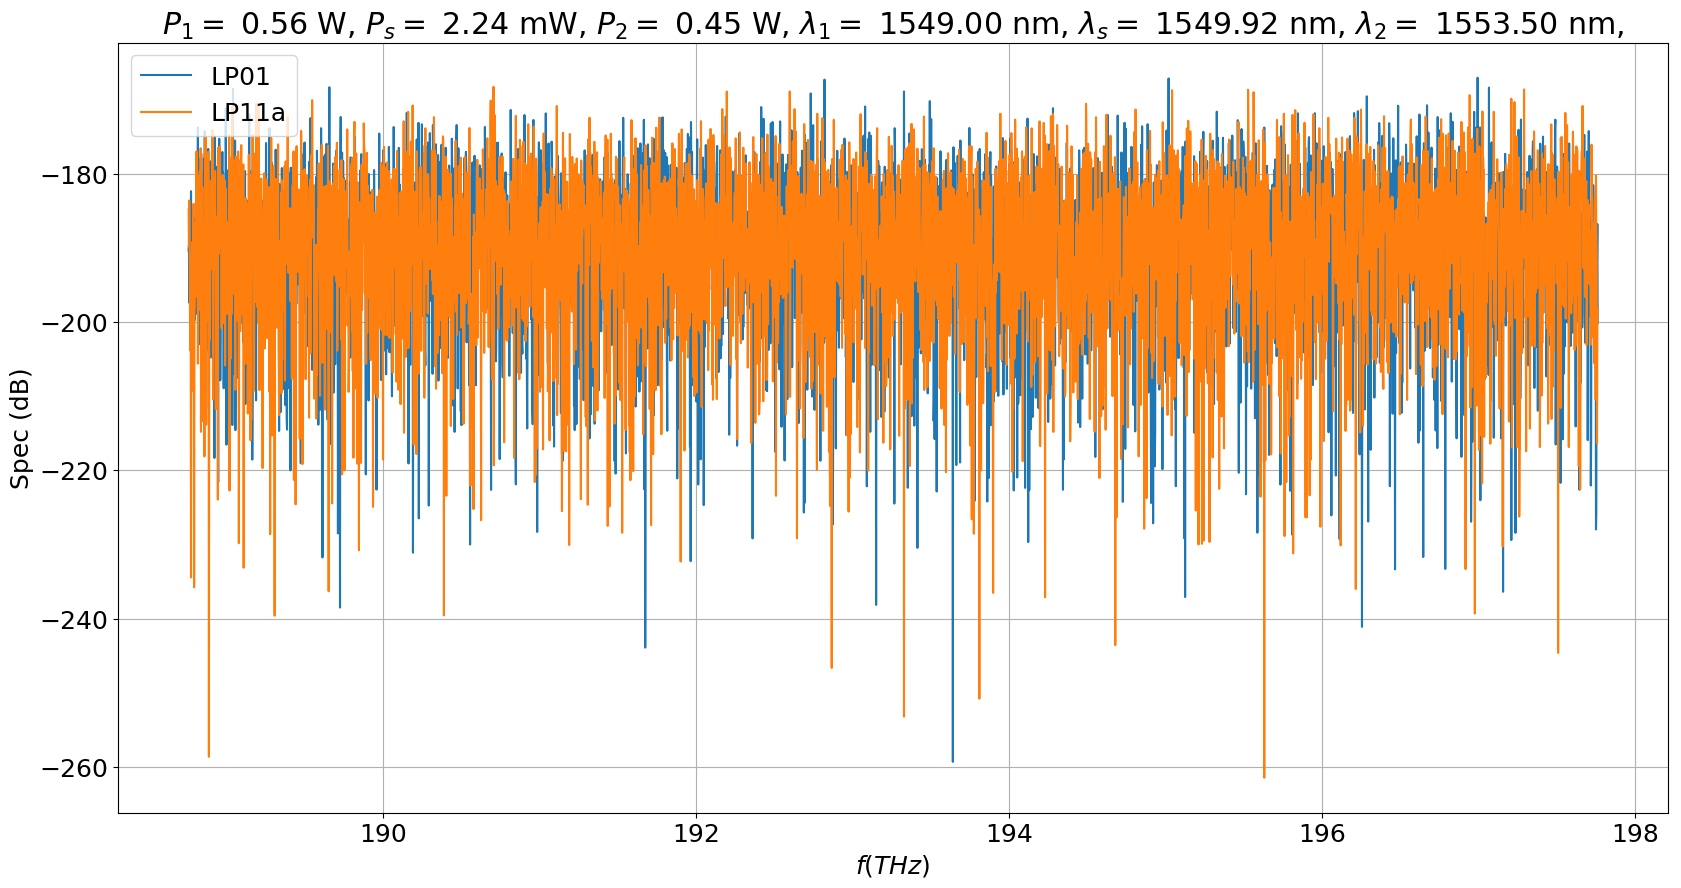 P₁ = 0.56 W, Pₛ = 2.24 mW, P₂ = 0.45 W, λ₁ = 1549.00 nm, λₛ = 1549.92 nm, λ₂ = 1553.50 nm,
LP01
LP11a
−180
−200
−220
−240
−260
Spec (dB)
190 192 194 196 198
f(THz)